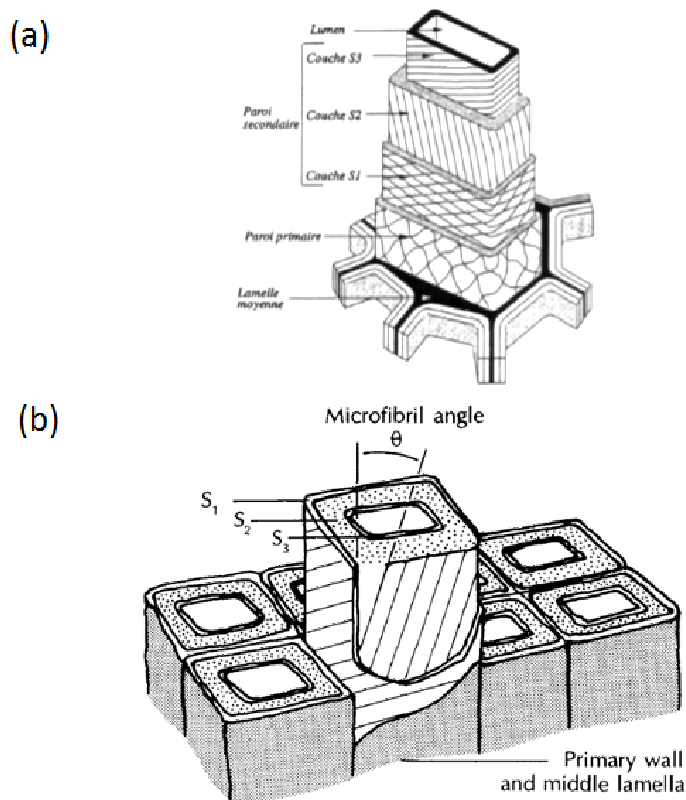 (a)
Lumen
Couche S3
Paroi
secondaire
Couche S2
Couche S1
Paroi primaire
Lamelle
moyenne
(b)
Microfibril angle
θ
S1
S2
S3
Primary wall
and middle lamella